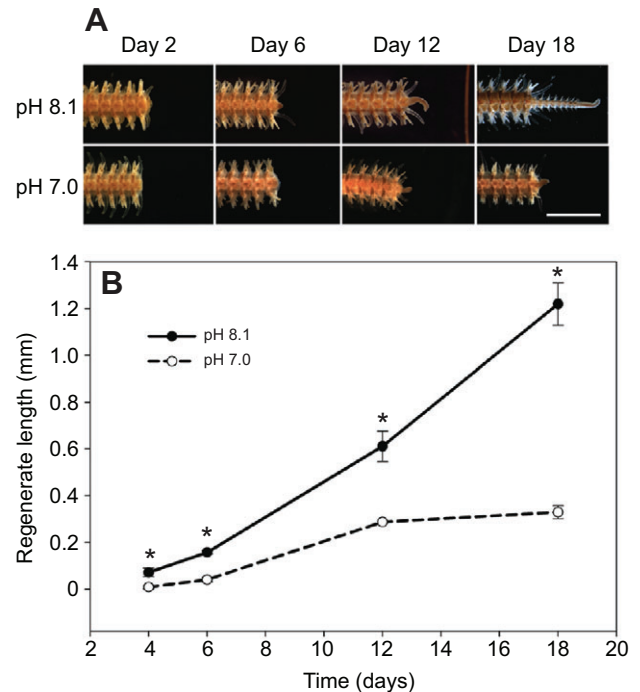 A
Day 2 Day 6 Day 12 Day 18
pH 8.1
pH 7.0
B
1.4
1.2
1.0
0.8
0.6
0.4
0.2
0
Regenerate length (mm)
pH 8.1
pH 7.0
*
*
*
*
2 4 6 8 10 12 14 16 18 20
Time (days)